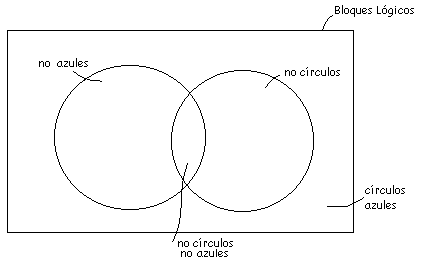 Bloques Lógicos
no azules
no círculos
círculos
azules
no círculos
no azules